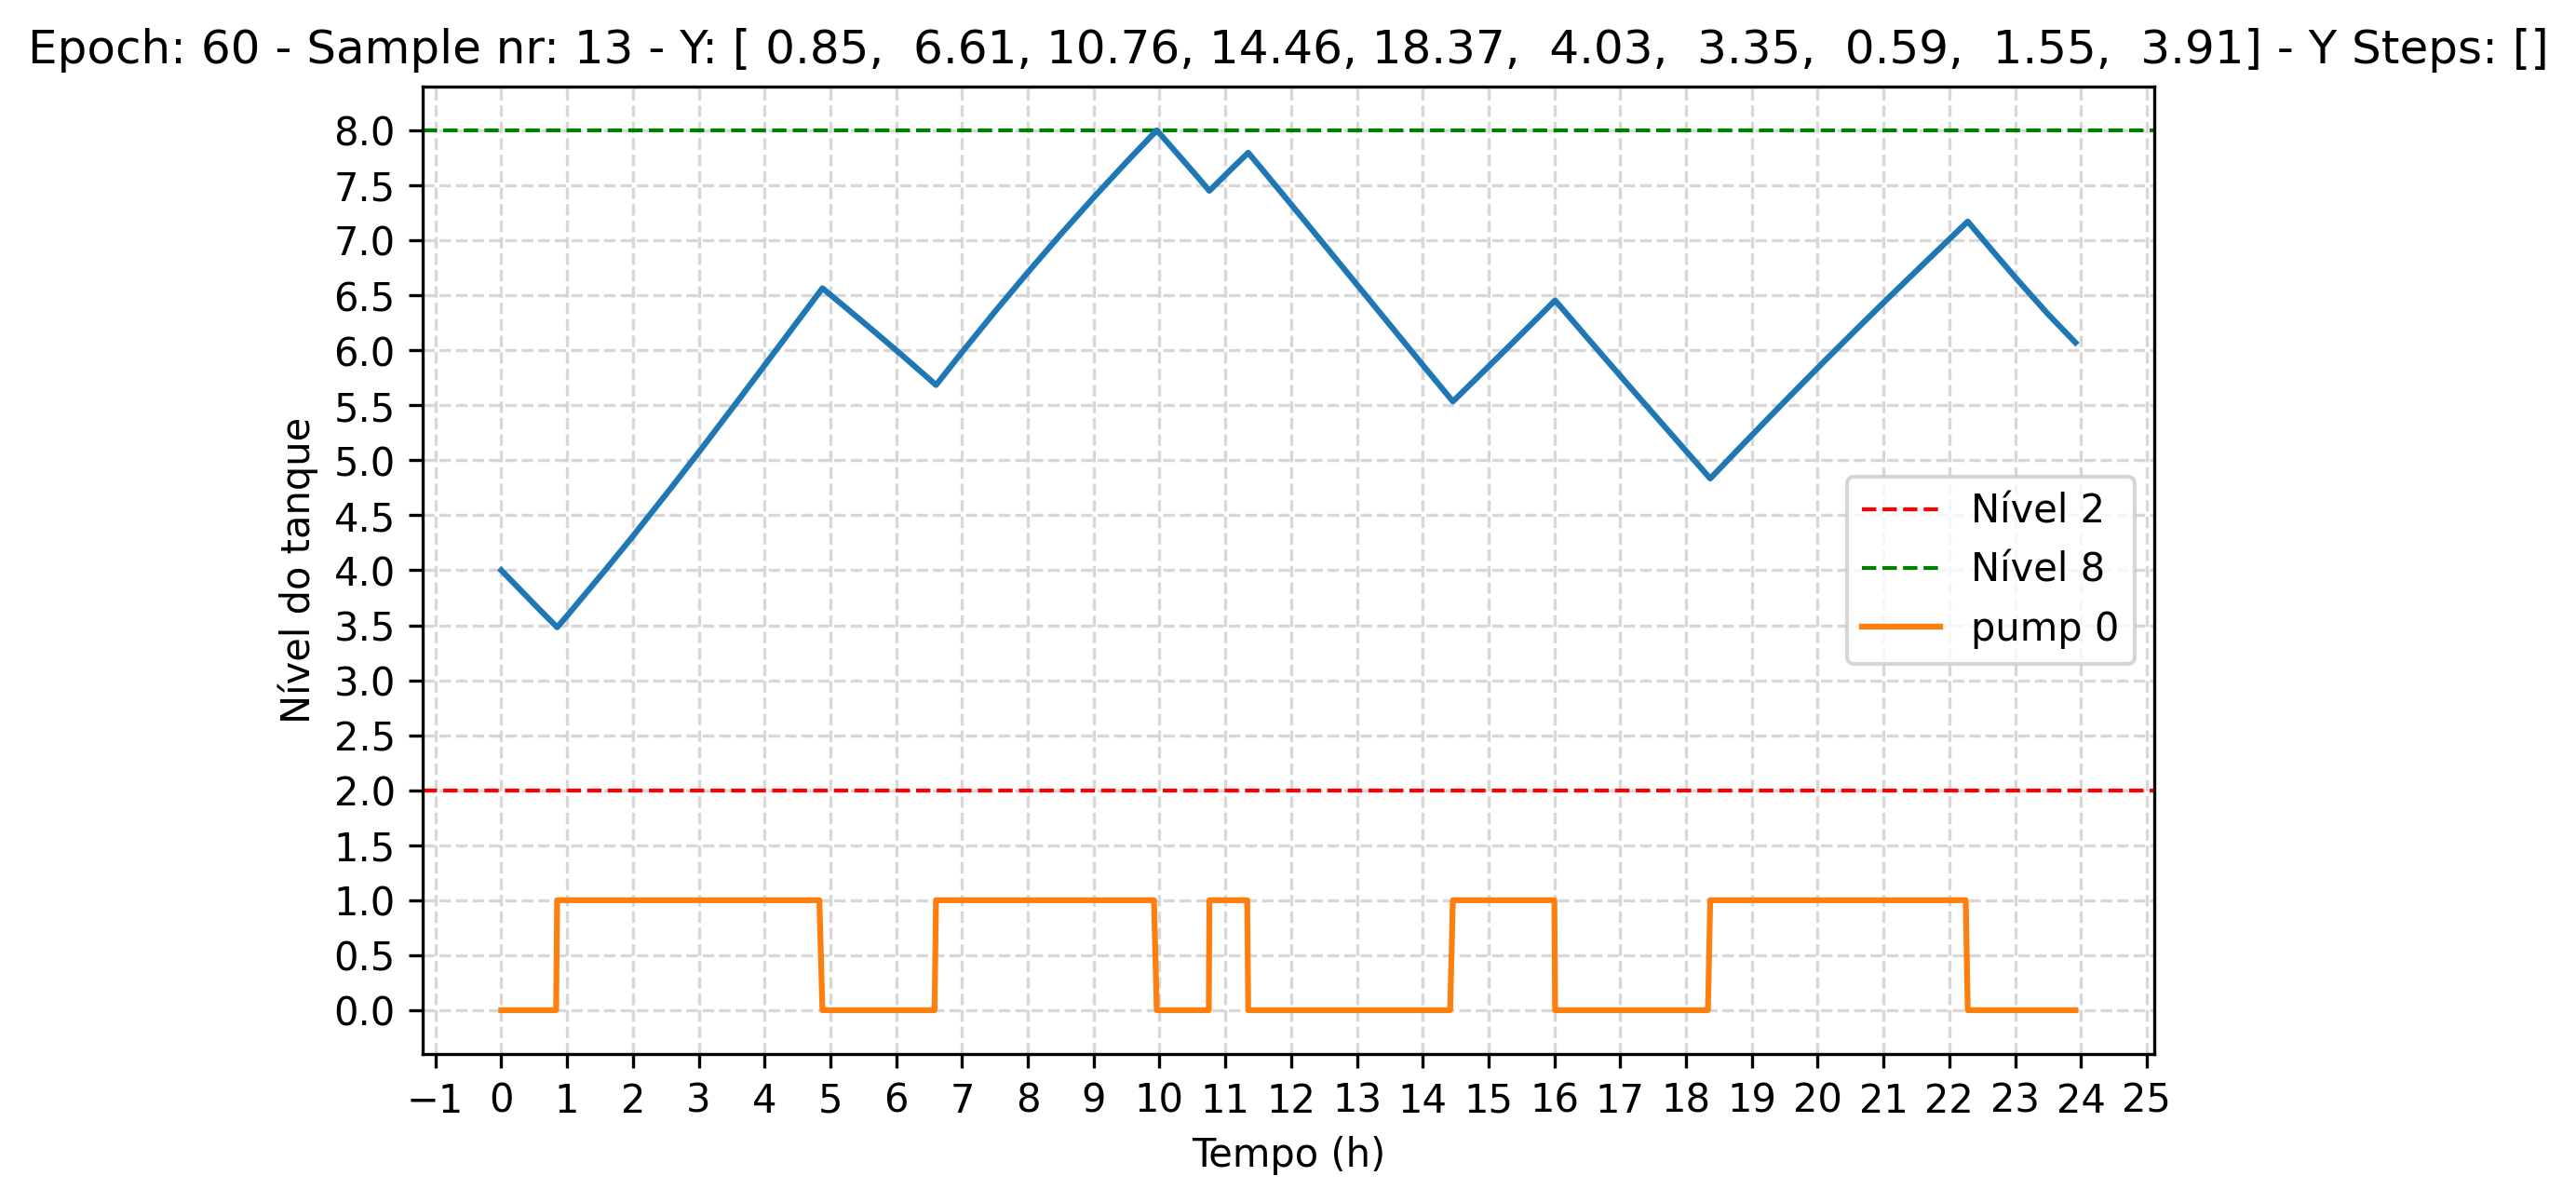 Epoch: 60 - Sample nr: 13 - Y: [ 0.85,  6.61, 10.76, 14.46, 18.37,  4.03,  3.35,  0.59,  1.55,  3.91] - Y Steps: []
8.0
7.5
7.0
6.5
6.0
5.5
5.0
4.5
4.0
3.5
3.0
2.5
2.0
1.5
1.0
0.5
0.0
Nível do tanque
Nível 2
Nível 8
pump 0
−1 0 1 2 3 4 5 6 7 8 9 10 11 12 13 14 15 16 17 18 19 20 21 22 23 24 25
Tempo (h)